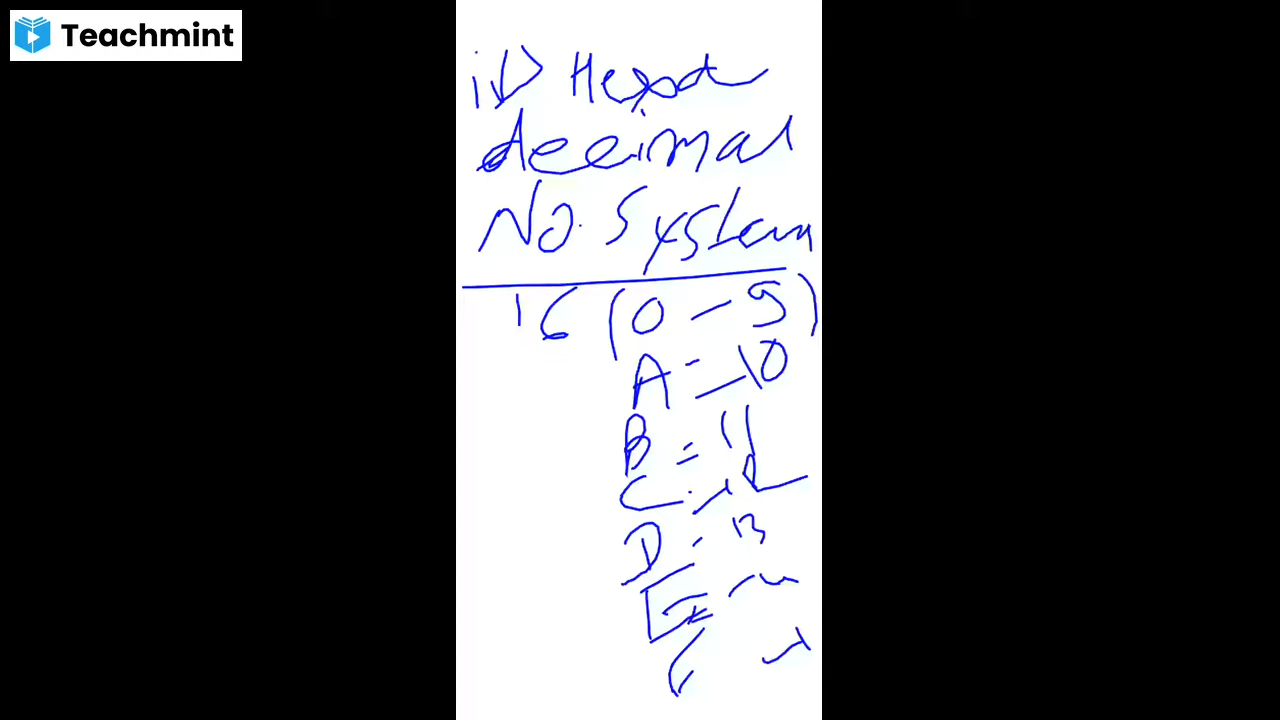 Teachmint
iv> Hexa
decimal
No. System
16 (0 - 9)
A = 10
B = 11
C = 12
D = 13
E =